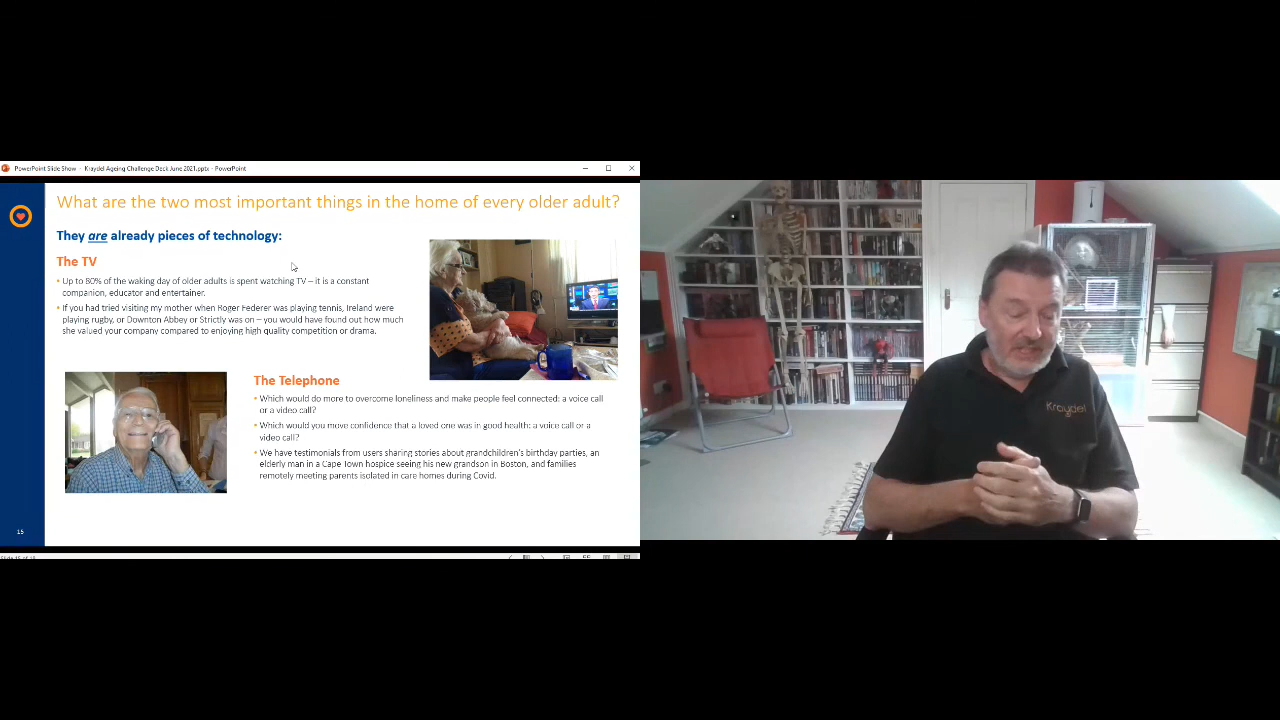 PowerPoint Slide Show - Kraydel Ageing Challenge Deck June 2021.pptx - PowerPoint
What are the two most important things in the home of every older adult?
They are already pieces of technology:
The TV
• Up to 80% of the waking day of older adults is spent watching TV – it is a constant
companion, educator and entertainer.
• If you had tried visiting my mother when Roger Federer was playing tennis, Ireland were
playing rugby, or Downton Abbey or Strictly was on – you would have found out how much
she valued your company compared to enjoying high quality competition or drama.
The Telephone
• Which would do more to overcome loneliness and make people feel connected: a voice call
or a video call?
• Which would you move confidence that a loved one was in good health: a voice call or a
video call?
• We have testimonials from users sharing stories about grandchildren's birthday parties, an
elderly man in a Cape Town hospice seeing his new grandson in Boston, and families
remotely meeting parents isolated in care homes during Covid.
15
Kraydel